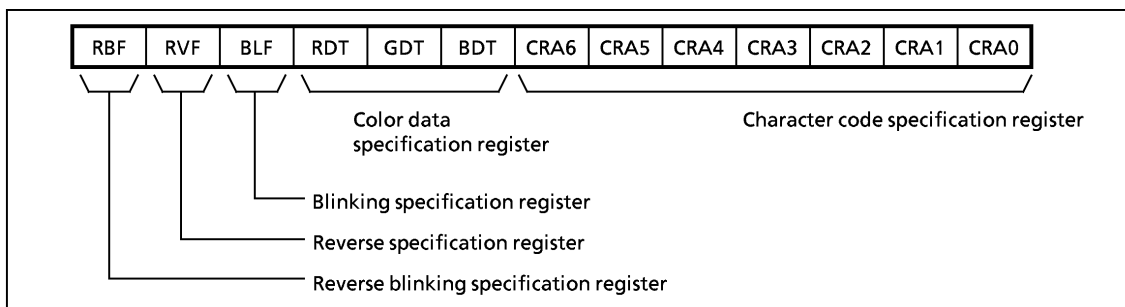 RBF RVF BLF RDT GDT BDT CRA6 CRA5 CRA4 CRA3 CRA2 CRA1 CRA0
Color data
specification register
Character code specification register
Blinking specification register
Reverse specification register
Reverse blinking specification register